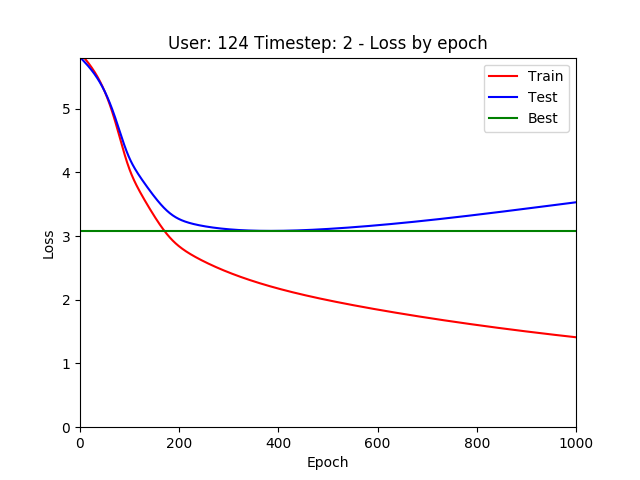 User: 124 Timestep: 2 - Loss by epoch
Train
Test
Best
5
4
3
2
1
0
Loss
0 200 400 600 800 1000
Epoch